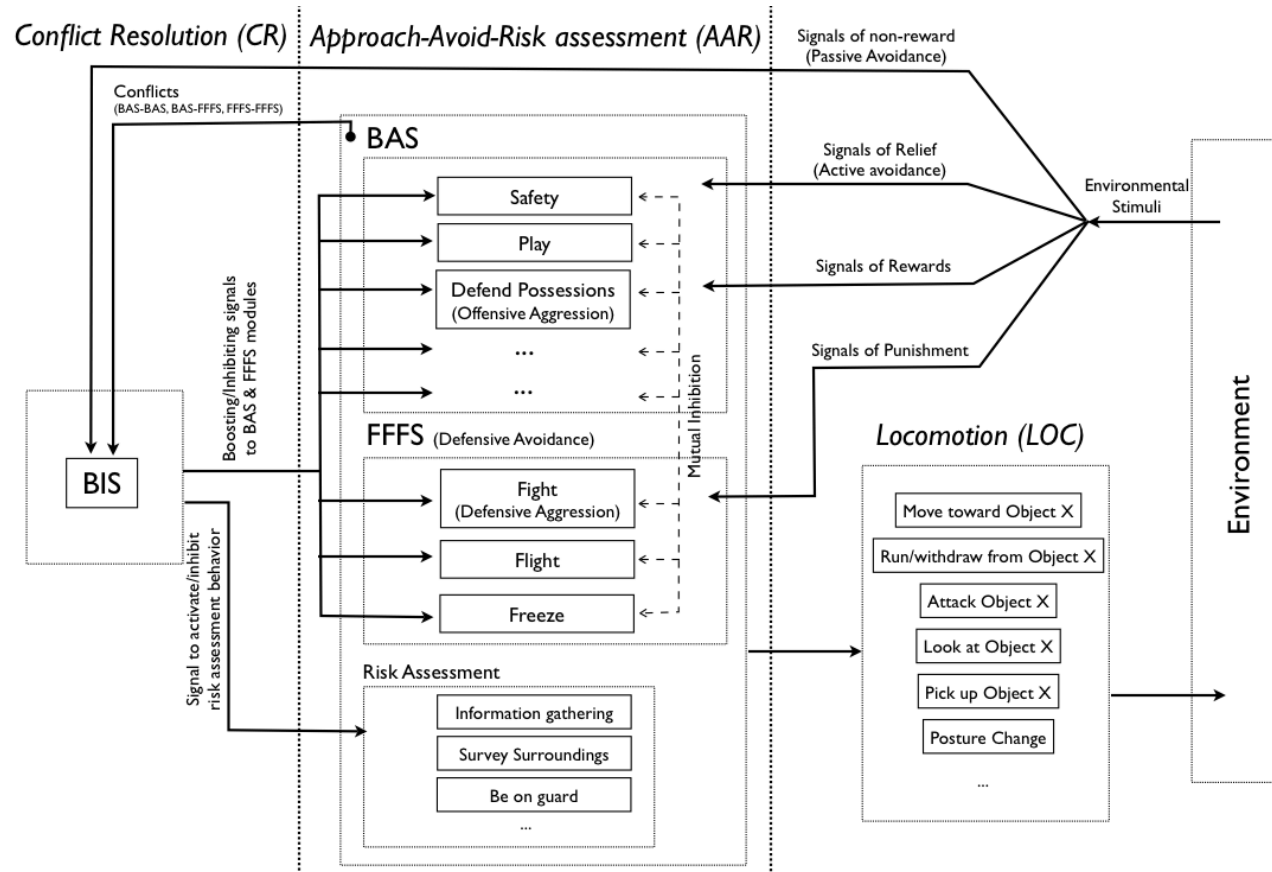 Conflict Resolution (CR)
Approach-Avoid-Risk assessment (AAR)
Signals of non-reward
(Passive Avoidance)
Conflicts
(BAS-BAS, BAS-FFFS, FFFS-FFFS)
BAS
Signals of Relief
(Active avoidance)
Environmental
Stimuli
Safety
Play
Signals of Rewards
Defend Possessions
(Offensive Aggression)
...
...
Signals of Punishment
Boosting/Inhibiting signals
to BAS & FFFS modules
Mutual Inhibition
FFFS (Defensive Avoidance)
BIS
Fight
(Defensive Aggression)
Flight
Freeze
Signal to activate/inhibit
risk assessment behavior
Risk Assessment
Information gathering
Survey Surroundings
Be on guard
...
Locomotion (LOC)
Move toward Object X
Run/withdraw from Object X
Attack Object X
Look at Object X
Pick up Object X
Posture Change
...
Environment